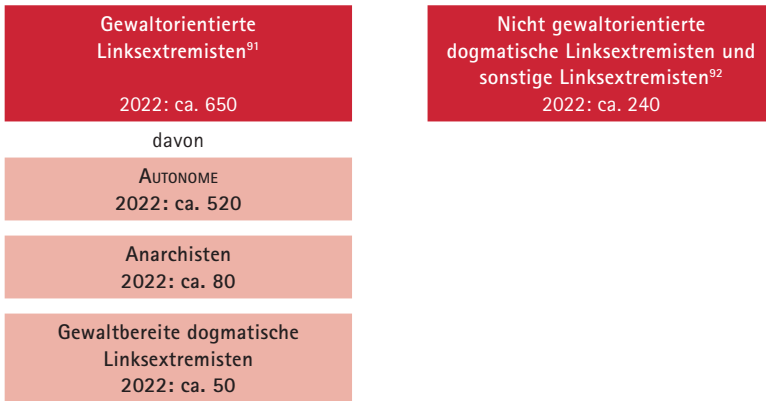 Gewaltorientierte
Linksextremisten⁹¹
2022: ca. 650
davon
AUTONOME
2022: ca. 520
Anarchisten
2022: ca. 80
Gewaltbereite dogmatische
Linksextremisten
2022: ca. 50
Nicht gewaltorientierte
dogmatische Linksextremisten und
sonstige Linksextremisten⁹²
2022: ca. 240